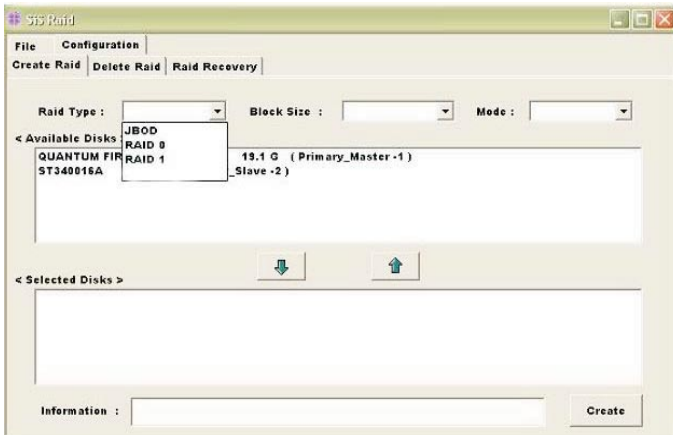 SiS Raid
File Configuration
Create Raid Delete Raid Raid Recovery
Raid Type : Block Size : Mode :
JBOD
RAID 0
RAID 1
< Available Disks
QUANTUM FIR 19.1 G ( Primary_Master -1 )
ST340016A _Slave -2 )
< Selected Disks >
Information :
Create